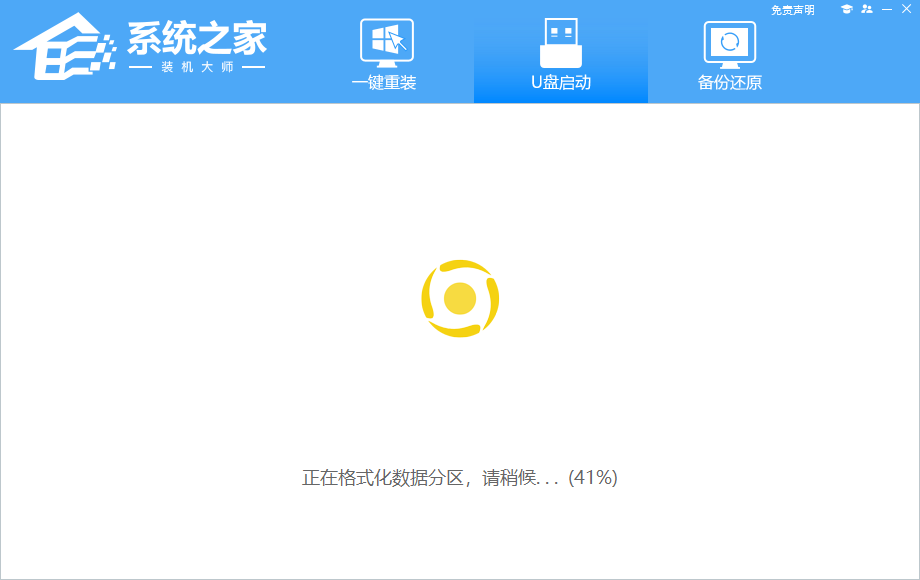 免责声明
系统之家
装机大师
一键重装
U盘启动
备份还原
正在格式化数据分区，请稍候... (41%)